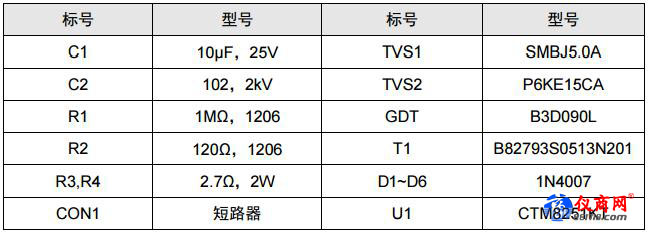 标号 型号 标号 型号
C1 10μF，25V TVS1 SMBJ5.0A
C2 102，2kV TVS2 P6KE15CA
R1 1MΩ，1206 GDT B3D090L
R2 120Ω，1206 T1 B82793S0513N201
R3,R4 2.7Ω，2W D1~D6 1N4007
CON1 短路器 U1
仪商网®